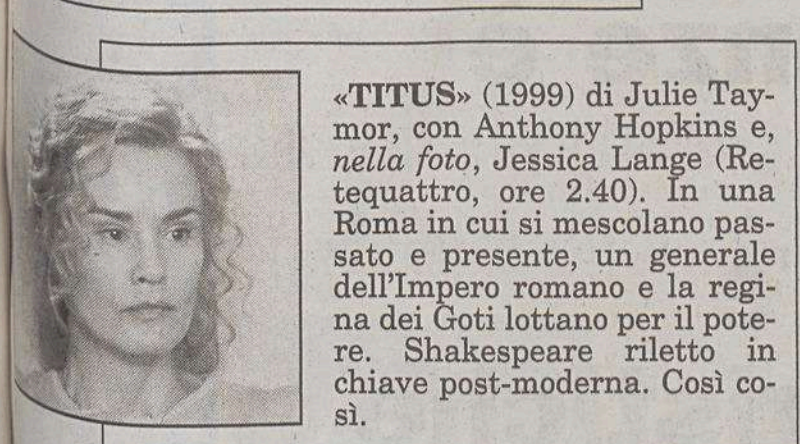 «TITUS» (1999) di Julie Tay-
mor, con Anthony Hopkins e,
nella foto, Jessica Lange (Re-
tequattro, ore 2.40). In una
Roma in cui si mescolano pas-
sato e presente, un generale
dell'Impero romano e la regi-
na dei Goti lottano per il pote-
re. Shakespeare riletto in
chiave post-moderna. Così co-
sì.